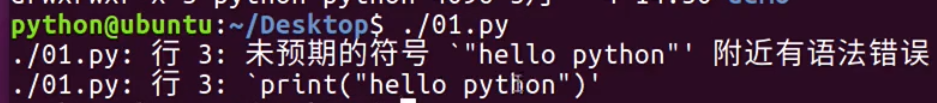 python@ubuntu:~/Desktop$ ./01.py
./01.py: 行 3: 未预期的符号 `"hello python"' 附近有语法错误
./01.py: 行 3: `print("hello python")'